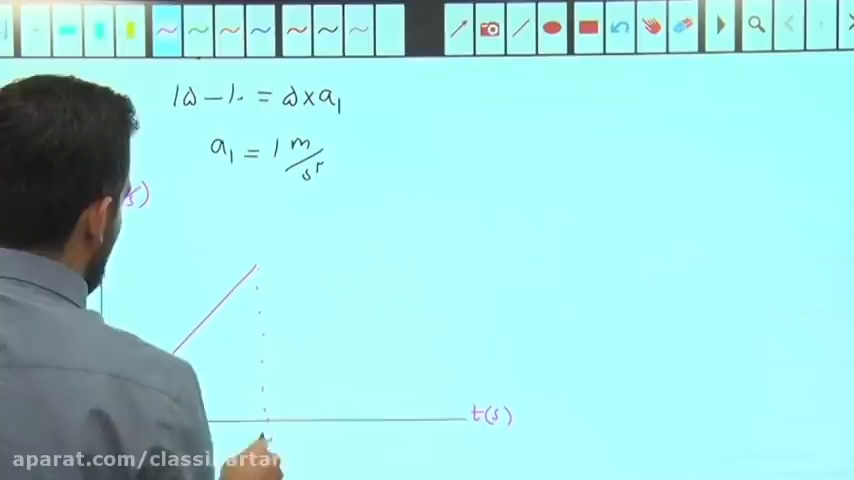 ۱۵ - ۱۰ = ۵ × a₁
a₁ = ۱ m/s²
s)
t(s)
aparat.com/classi